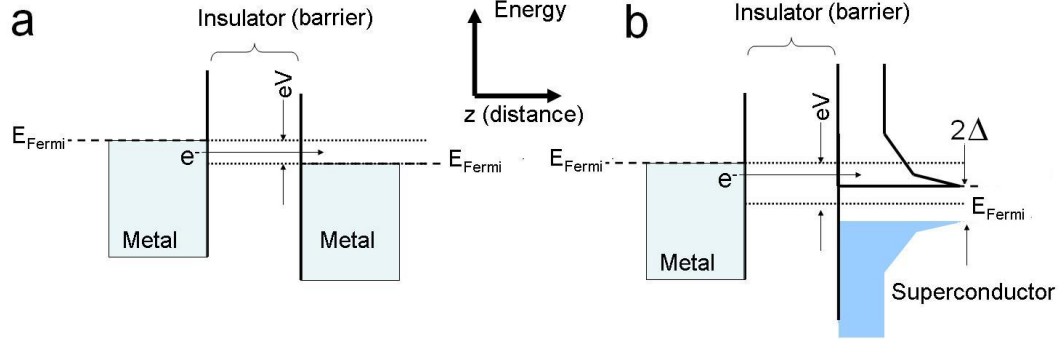 a
Insulator (barrier)
Energy
z (distance)
eV
E_Fermi
e-
E_Fermi
Metal
Metal
b
Insulator (barrier)
eV
2Δ
E_Fermi
e-
E_Fermi
Metal
Superconductor